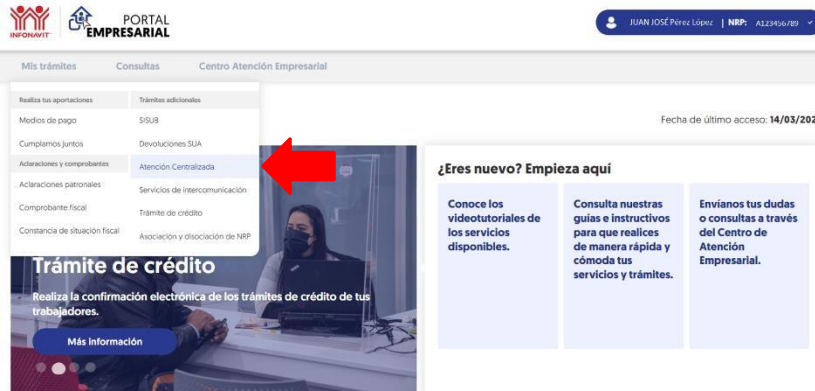 INFONAVIT
PORTAL
EMPRESARIAL
JUAN JOSÉ Pérez López | NRP: A123456789
Mis trámites Consultas Centro Atención Empresarial
Realiza tus aportaciones
Medios de pago
Cumplamos juntos
Aclaraciones y comprobantes
Aclaraciones patronales
Comprobante fiscal
Constancia de situación fiscal
Trámites adicionales
SISUB
Devoluciones SUA
Atención Centralizada
Servicios de intercomunicación
Trámite de crédito
Asociación y disociación de NRP
Fecha de último acceso: 14/03/202
Trámite de crédito
Realiza la confirmación electrónica de los trámites de crédito de tus
trabajadores.
Más información
¿Eres nuevo? Empieza aquí
Conoce los
videotutoriales de
los servicios
disponibles.
Consulta nuestras
guías e instructivos
para que realices
de manera rápida y
cómoda tus
servicios y trámites.
Envíanos tus dudas
o consultas a través
del Centro de
Atención
Empresarial.